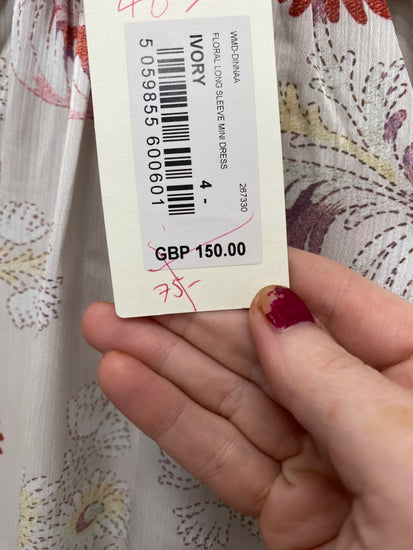 WMD-DINNAA
FLORAL LONG SLEEVE MINI DRESS
267330
IVORY
4 -
5 059855 600601
GBP 150.00
75,-